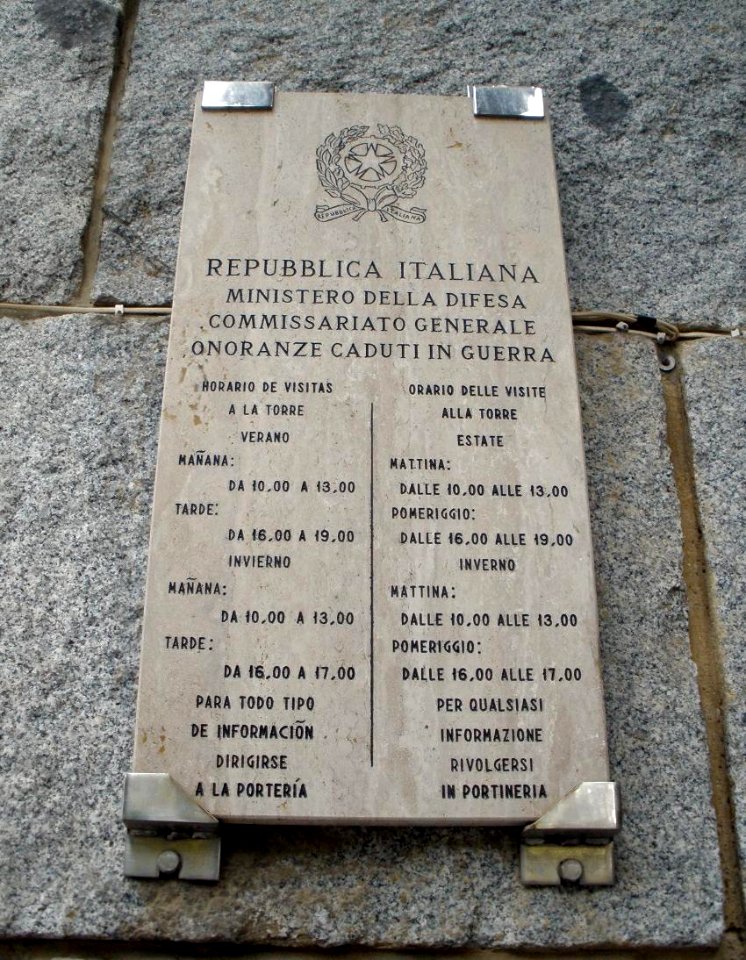 REPUBBLICA ITALIANA
REPUBBLICA ITALIANA
MINISTERO DELLA DIFESA
COMMISSARIATO GENERALE
ONORANZE CADUTI IN GUERRA
HORARIO DE VISITAS
A LA TORRE
VERANO
MAÑANA:
DA 10,00 A 13,00
TARDE:
DA 16,00 A 19,00
INVIERNO
MAÑANA:
DA 10,00 A 13,00
TARDE:
DA 16,00 A 17,00
PARA TODO TIPO
DE INFORMACIÕN
DIRIGIRSE
A LA PORTERÍA
ORARIO DELLE VISITE
ALLA TORRE
ESTATE
MATTINA:
DALLE 10,00 ALLE 13,00
POMERIGGIO:
DALLE 16,00 ALLE 19,00
INVERNO
MATTINA:
DALLE 10,00 ALLE 13,00
POMERIGGIO:
DALLE 16,00 ALLE 17,00
PER QUALSIASI
INFORMAZIONE
RIVOLGERSI
IN PORTINERIA